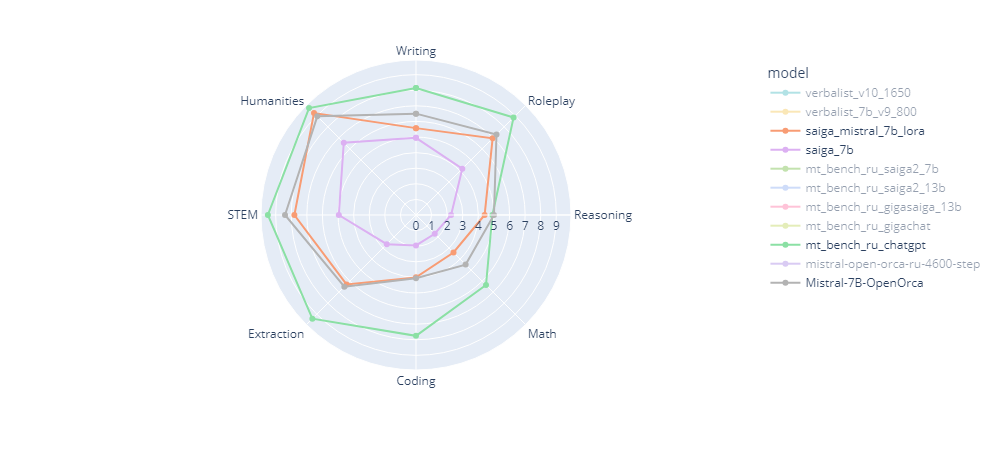 Writing
Humanities
Roleplay
STEM
Reasoning
0 1 2 3 4 5 6 7 8 9
Extraction
Math
Coding
model
verbalist_v10_1650
verbalist_7b_v9_800
saiga_mistral_7b_lora
saiga_7b
mt_bench_ru_saiga2_7b
mt_bench_ru_saiga2_13b
mt_bench_ru_gigasaiga_13b
mt_bench_ru_gigachat
mt_bench_ru_chatgpt
mistral-open-orca-ru-4600-step
Mistral-7B-OpenOrca